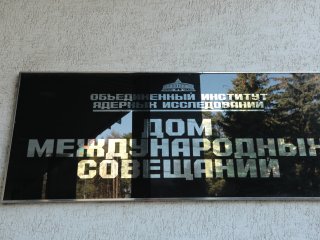 ОБЪЕДИНЕННЫЙ ИНСТИТУТ
ЯДЕРНЫХ ИССЛЕДОВАНИЙ
ДОМ
МЕЖДУНАРОДНЫХ
СОВЕЩАНИЙ